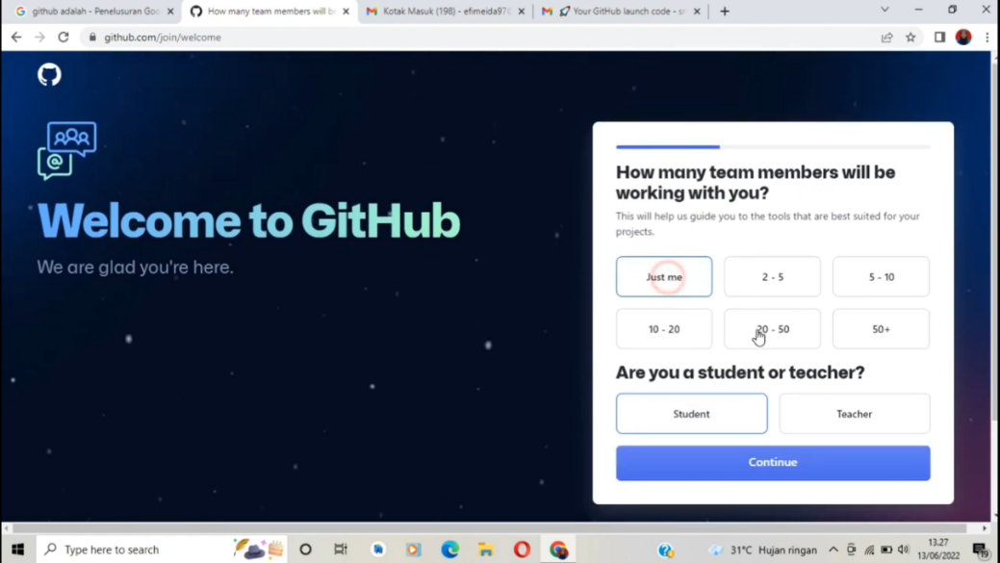 github adalah - Penelusuran Goo
How many team members will be
Kotak Masuk (198) - efimeida976
Your GitHub launch code - sr
github.com/join/welcome
Welcome to GitHub
We are glad you're here.
How many team members will be
working with you?
This will help us guide you to the tools that are best suited for your
projects.
Just me
2 - 5
5 - 10
10 - 20
20 - 50
50+
Are you a student or teacher?
Student
Teacher
Continue
Type here to search
31°C Hujan ringan
13.27
13/06/2022
19